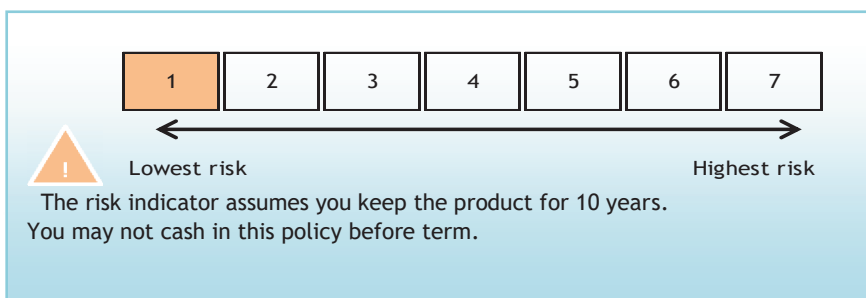 1 2 3 4 5 6 7
!
Lowest risk Highest risk
The risk indicator assumes you keep the product for 10 years.
You may not cash in this policy before term.